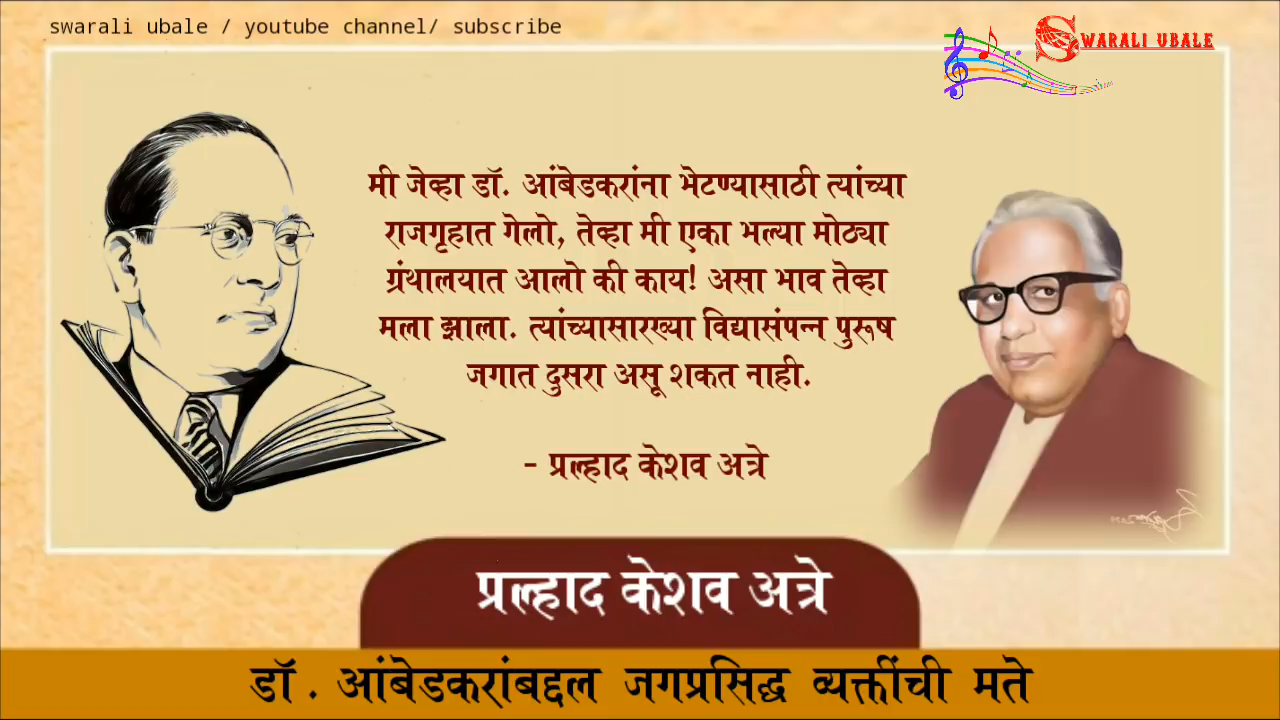 swarali ubale / youtube channel/ subscribe
SWARALI UBALE
मी जेव्हा डॉ. आंबेडकरांना भेटण्यासाठी त्यांच्या
राजगृहात गेलो, तेव्हा मी एका भल्या मोठ्या
ग्रंथालयात आलो की काय! असा भाव तेव्हा
मला झाला. त्यांच्यासारख्या विद्यासंपन्न पुरूष
जगात दुसरा असू शकत नाही.
- प्रल्हाद केशव अत्रे
प्रल्हाद केशव अत्रे
डॉ. आंबेडकरांबद्दल जगप्रसिद्ध व्यक्तींची मते